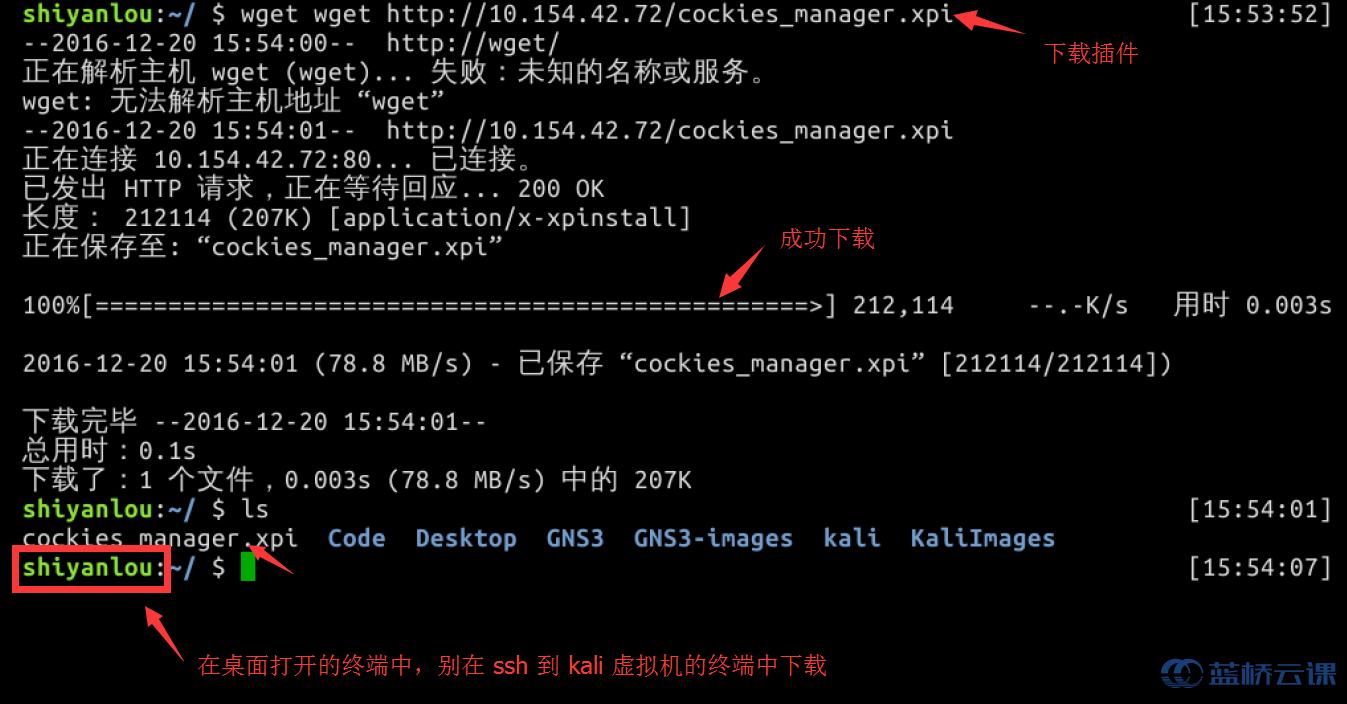 shiyanlou:~/ $ wget wget http://10.154.42.72/cockies_manager.xpi [15:53:52]
下载插件
--2016-12-20 15:54:00--  http://wget/
正在解析主机 wget (wget)... 失败：未知的名称或服务。
wget: 无法解析主机地址 “wget”
--2016-12-20 15:54:01--  http://10.154.42.72/cockies_manager.xpi
正在连接 10.154.42.72:80... 已连接。
已发出 HTTP 请求，正在等待回应... 200 OK
长度： 212114 (207K) [application/x-xpinstall]
正在保存至: “cockies_manager.xpi”
成功下载
100%[=================================================>] 212,114     --.-K/s   用时 0.003s
2016-12-20 15:54:01 (78.8 MB/s) - 已保存 “cockies_manager.xpi” [212114/212114])
下载完毕 --2016-12-20 15:54:01--
总用时：0.1s
下载了：1 个文件，0.003s (78.8 MB/s) 中的 207K
shiyanlou:~/ $ ls [15:54:01]
cockies_manager.xpi  Code  Desktop  GNS3  GNS3-images  kali  KaliImages
shiyanlou:~/ $ [15:54:07]
在桌面打开的终端中，别在 ssh 到 kali 虚拟机的终端中下载
蓝桥云课